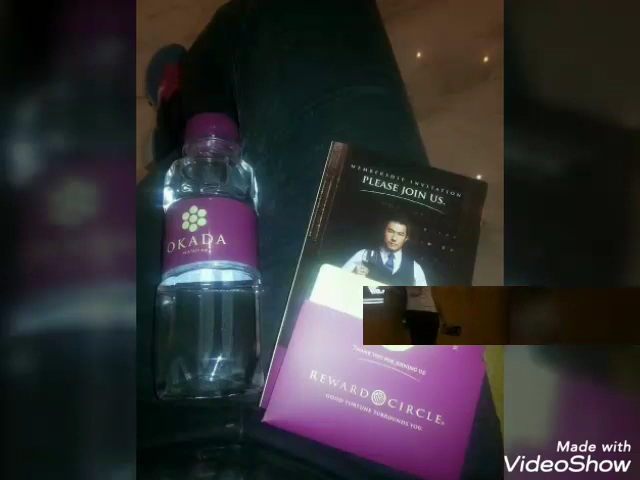 OKADA
MEMBERSHIP INVITATION
PLEASE JOIN US.
THANK YOU FOR JOINING US
REWARD CIRCLE
GOOD FORTUNE SURROUNDS YOU
Made with
VideoShow